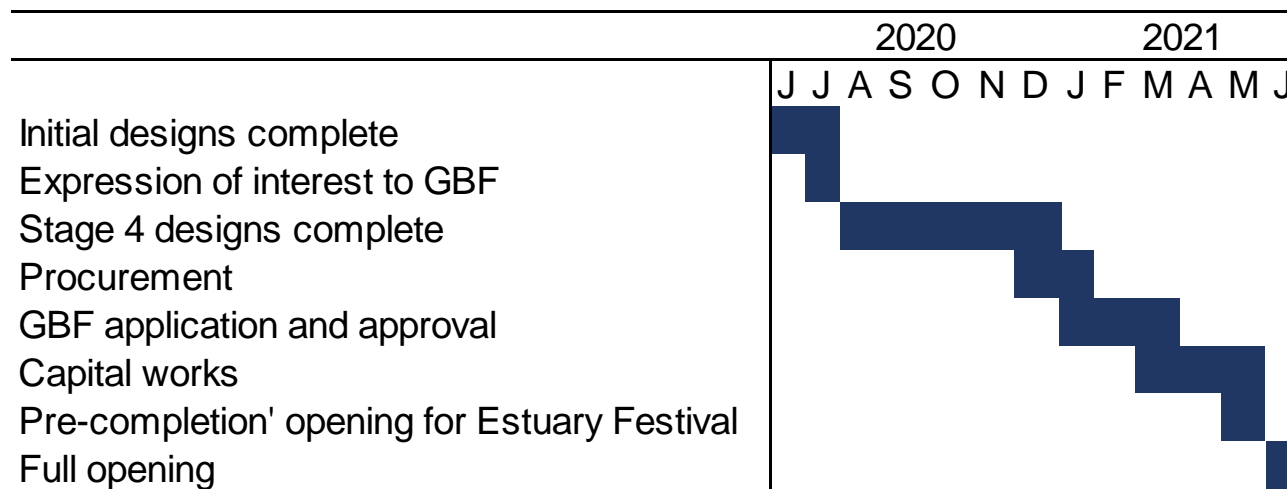 2020 2021
J J A S O N D J F M A M J
Initial designs complete
Expression of interest to GBF
Stage 4 designs complete
Procurement
GBF application and approval
Capital works
Pre-completion' opening for Estuary Festival
Full opening